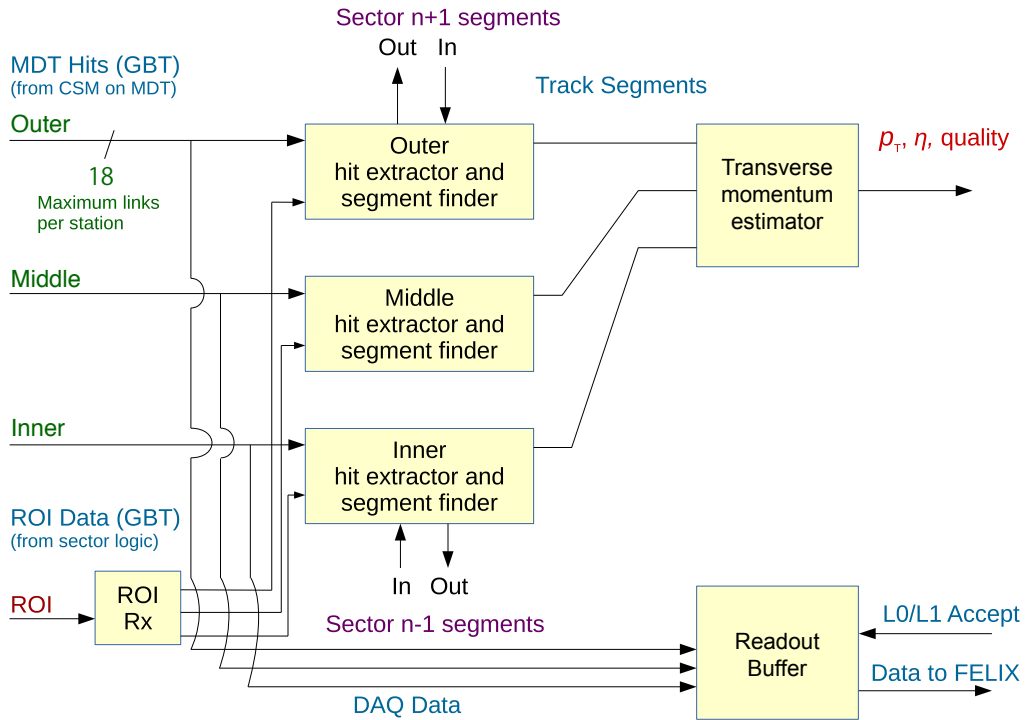 Sector n+1 segments
Out In
MDT Hits (GBT)
(from CSM on MDT)
Track Segments
Outer
18
Maximum links
per station
Outer
hit extractor and
segment finder
Transverse
momentum
estimator
pT, η, quality
Middle
Middle
hit extractor and
segment finder
Inner
Inner
hit extractor and
segment finder
ROI Data (GBT)
(from sector logic)
In Out
Sector n-1 segments
ROI
ROI
Rx
Readout
Buffer
L0/L1 Accept
Data to FELIX
DAQ Data